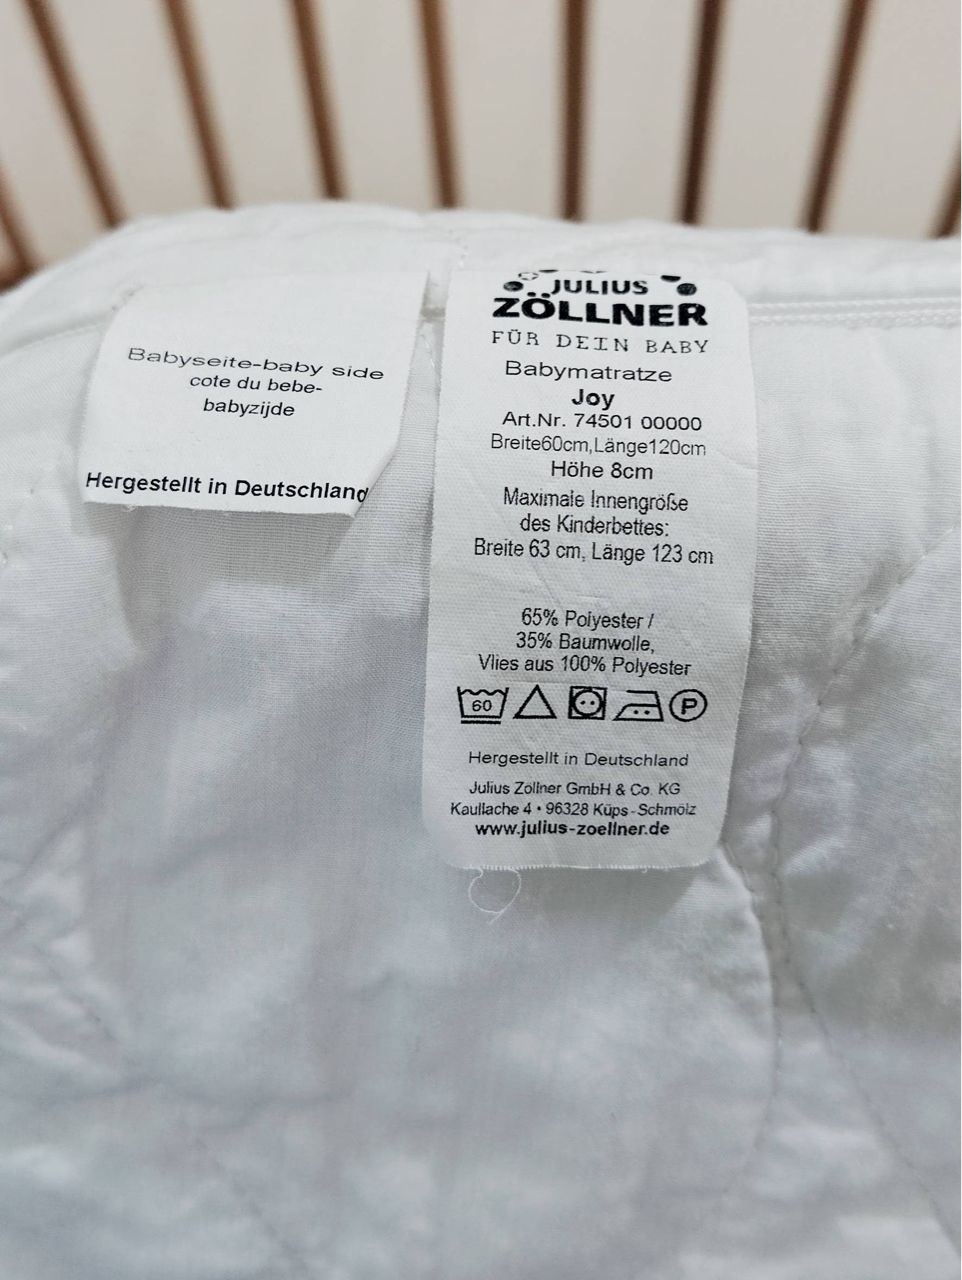 Babyseite-baby side
cote du bebe-
babyzijde
Hergestellt in Deutschland
JULIUS
ZÖLLNER
FÜR DEIN BABY
Babymatratze
Joy
Art.Nr. 74501 00000
Breite60cm,Länge120cm
Höhe 8cm
Maximale Innengröße
des Kinderbettes:
Breite 63 cm, Länge 123 cm
65% Polyester /
35% Baumwolle,
Vlies aus 100% Polyester
60
P
Hergestellt in Deutschland
Julius Zöllner GmbH & Co. KG
Kaullache 4 • 96328 Küps-Schmölz
www.julius-zoellner.de